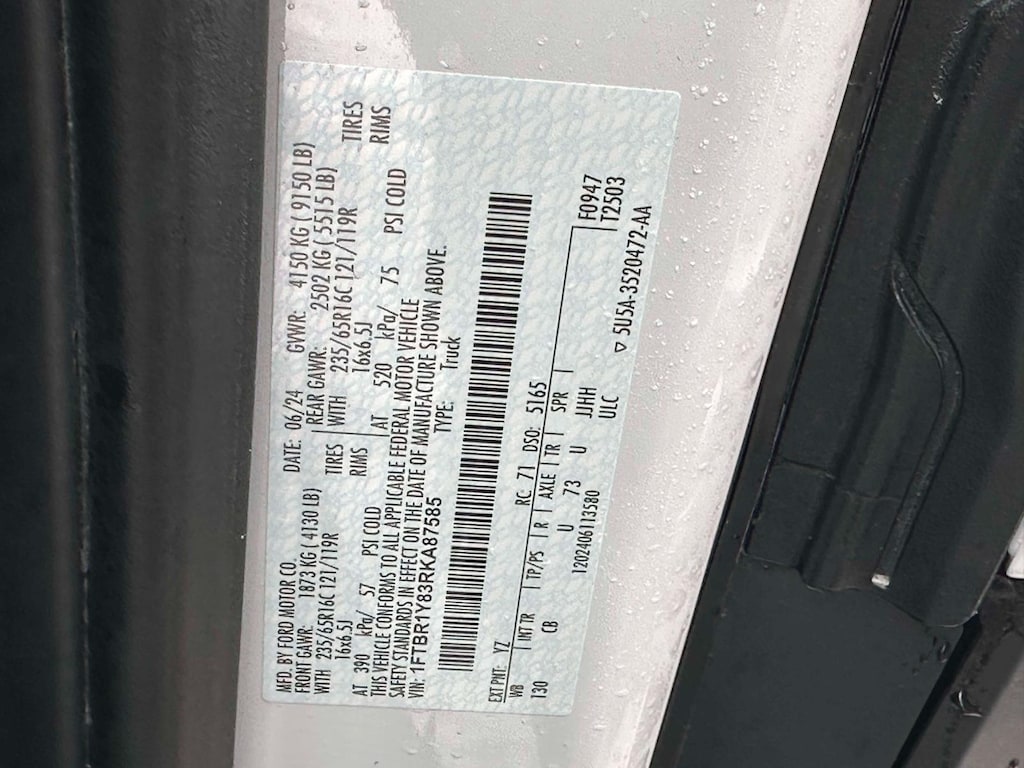 MFD. BY FORD MOTOR CO.
DATE: 06/24 GVWR: 4150 KG ( 9150 LB)
FRONT GAWR: 1873 KG ( 4130 LB)
REAR GAWR: 2502 KG ( 5515 LB)
WITH 235/65R16C 121/119R TIRES
WITH 235/65R16C 121/119R TIRES
16x6.5J RIMS
16x6.5J RIMS
AT 390 kPa/ 57 PSI COLD
AT 520 kPa/ 75 PSI COLD
THIS VEHICLE CONFORMS TO ALL APPLICABLE FEDERAL MOTOR VEHICLE
SAFETY STANDARDS IN EFFECT ON THE DATE OF MANUFACTURE SHOWN ABOVE.
VIN: 1FTBR1Y83RKA87585 TYPE: Truck
EXT PNT: YZ RC: 71 DSO: 5165 F0947
WB INT TR TP/PS R AXLE TR SPR T2503
130 CB U 73 U JJHH
1202406113580 ULC
▽ 5U5A-3520472-AA